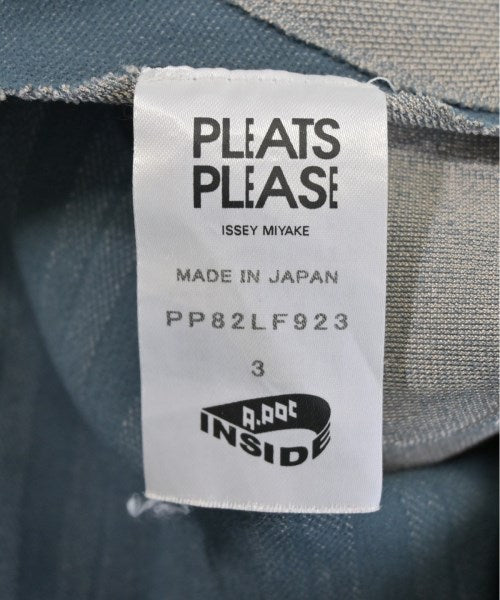 PLEATS
PLEASE
ISSEY MIYAKE
MADE IN JAPAN
PP82LF923
3
A.POC
INSIDE